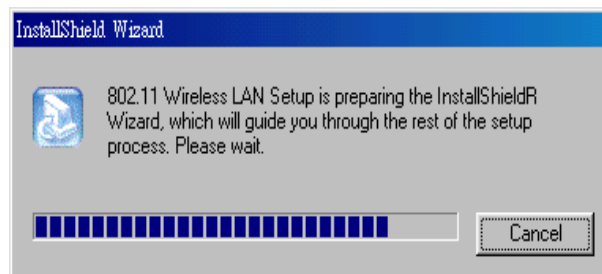 InstallShield Wizard
802.11 Wireless LAN Setup is preparing the InstallShieldR
Wizard, which will guide you through the rest of the setup
process. Please wait.
Cancel